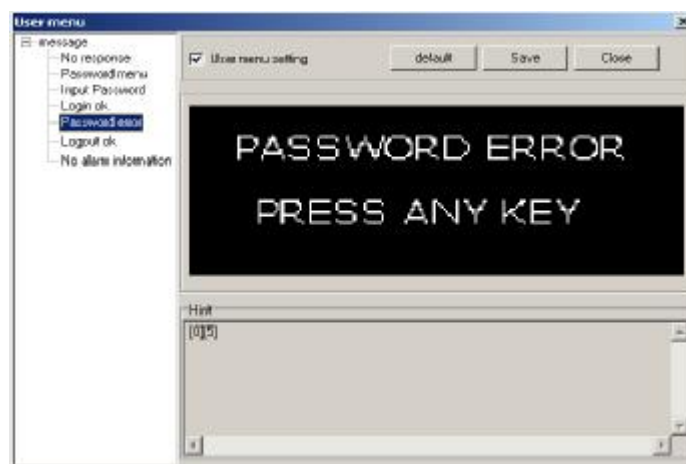 User menu
message
No response
Password menu
Input Password
Login ok
Password error
Logout ok
No alarm information
User menu setting
default
Save
Close
PASSWORD ERROR
PRESS ANY KEY
Hint
[0][5]